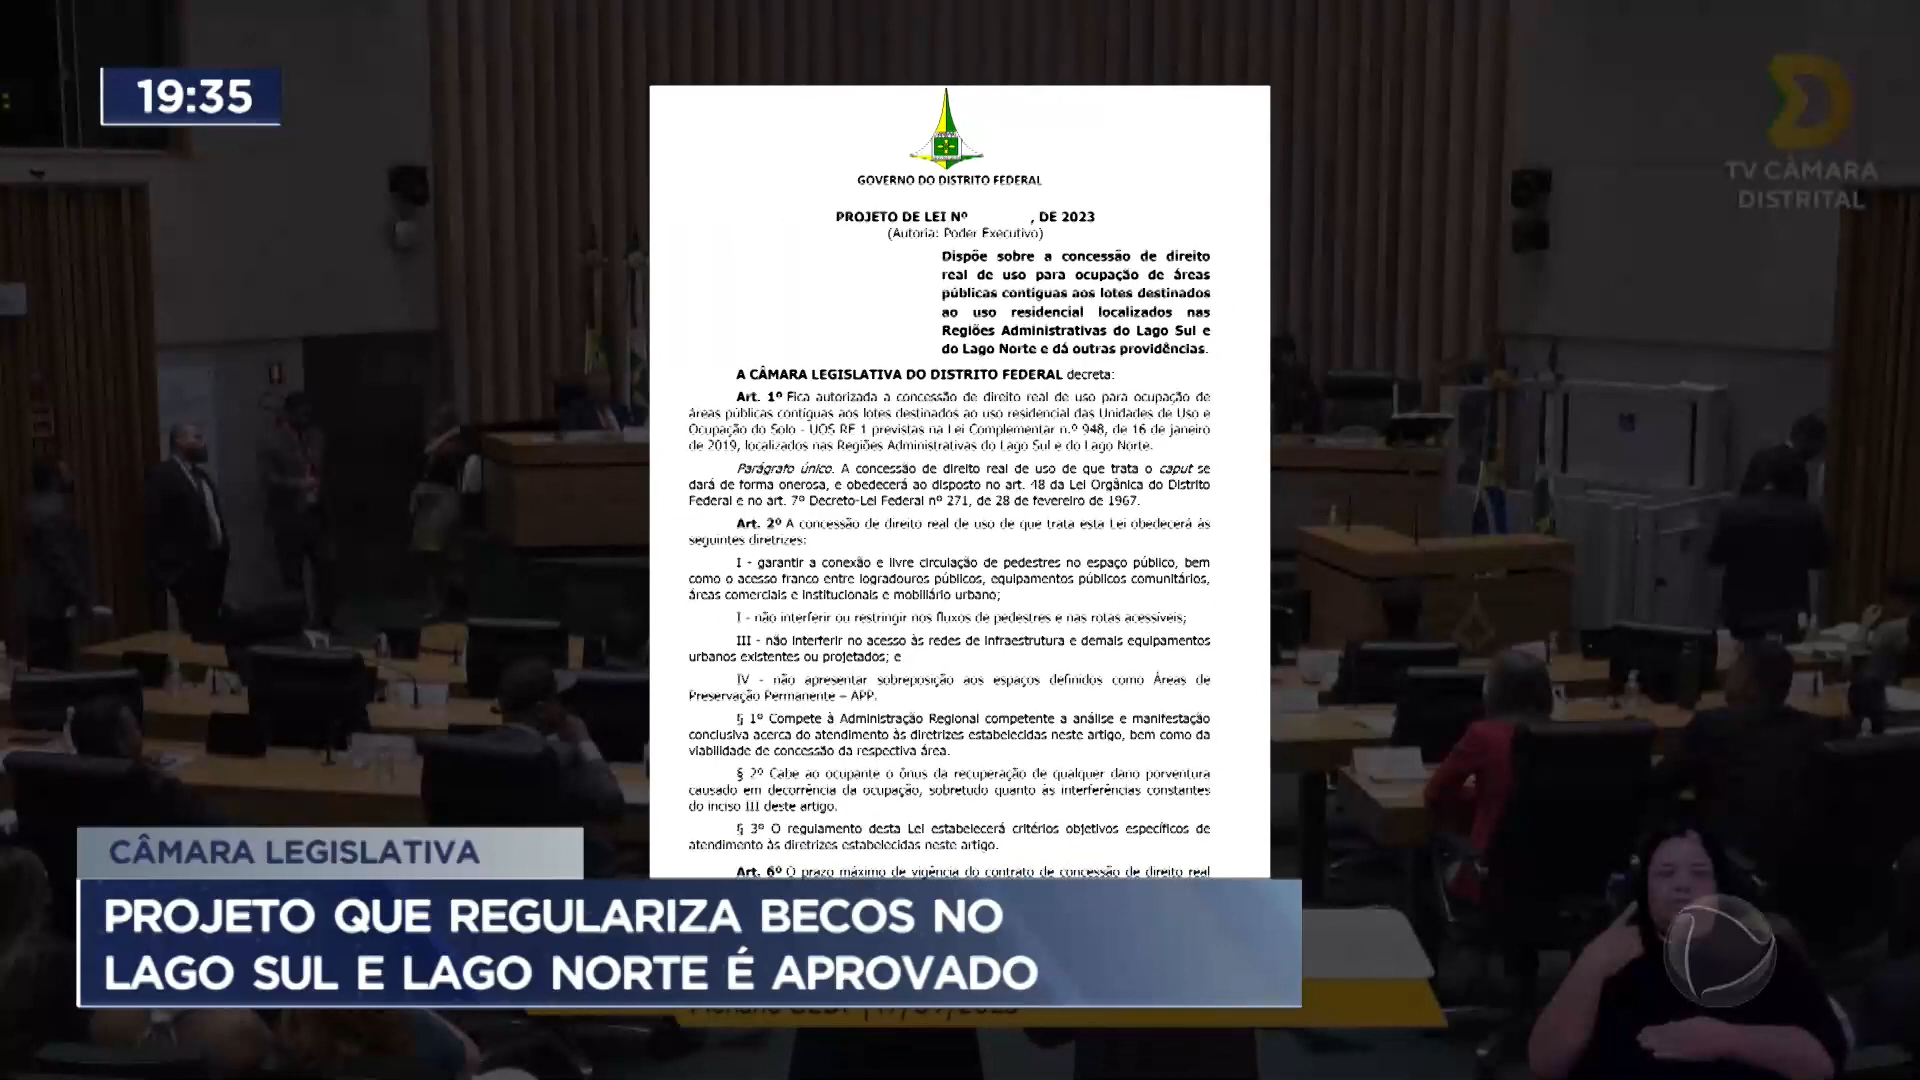 19:35
TV CÂMARA
DISTRITAL
GOVERNO DO DISTRITO FEDERAL
PROJETO DE LEI Nº , DE 2023
(Autoria: Poder Executivo)
Dispõe sobre a concessão de direito
real de uso para ocupação de áreas
públicas contíguas aos lotes destinados
ao uso residencial localizados nas
Regiões Administrativas do Lago Sul e
do Lago Norte e dá outras providências.
A CÂMARA LEGISLATIVA DO DISTRITO FEDERAL decreta:
Art. 1º Fica autorizada a concessão de direito real de uso para ocupação de
áreas públicas contíguas aos lotes destinados ao uso residencial das Unidades de Uso e
Ocupação do Solo - UOS RE 1 previstas na Lei Complementar n.º 948, de 16 de janeiro
de 2019, localizados nas Regiões Administrativas do Lago Sul e do Lago Norte.
Parágrafo único. A concessão de direito real de uso de que trata o caput se
dará de forma onerosa, e obedecerá ao disposto no art. 48 da Lei Orgânica do Distrito
Federal e no art. 7º Decreto-Lei Federal nº 271, de 28 de fevereiro de 1967.
Art. 2º A concessão de direito real de uso de que trata esta Lei obedecerá às
seguintes diretrizes:
I - garantir a conexão e livre circulação de pedestres no espaço público, bem
como o acesso franco entre logradouros públicos, equipamentos públicos comunitários,
áreas comerciais e institucionais e mobiliário urbano;
I - não interferir ou restringir nos fluxos de pedestres e nas rotas acessíveis;
III - não interferir no acesso às redes de infraestrutura e demais equipamentos
urbanos existentes ou projetados; e
IV - não apresentar sobreposição aos espaços definidos como Áreas de
Preservação Permanente – APP.
§ 1º Compete à Administração Regional competente a análise e manifestação
conclusiva acerca do atendimento às diretrizes estabelecidas neste artigo, bem como da
viabilidade de concessão da respectiva área.
§ 2º Cabe ao ocupante o ônus da recuperação de qualquer dano porventura
causado em decorrência da ocupação, sobretudo quanto às interferências constantes
do inciso III deste artigo.
§ 3º O regulamento desta Lei estabelecerá critérios objetivos específicos de
atendimento às diretrizes estabelecidas neste artigo.
Art. 6º O prazo máximo de vigência do contrato de concessão de direito real
CÂMARA LEGISLATIVA
PROJETO QUE REGULARIZA BECOS NO
LAGO SUL E LAGO NORTE É APROVADO